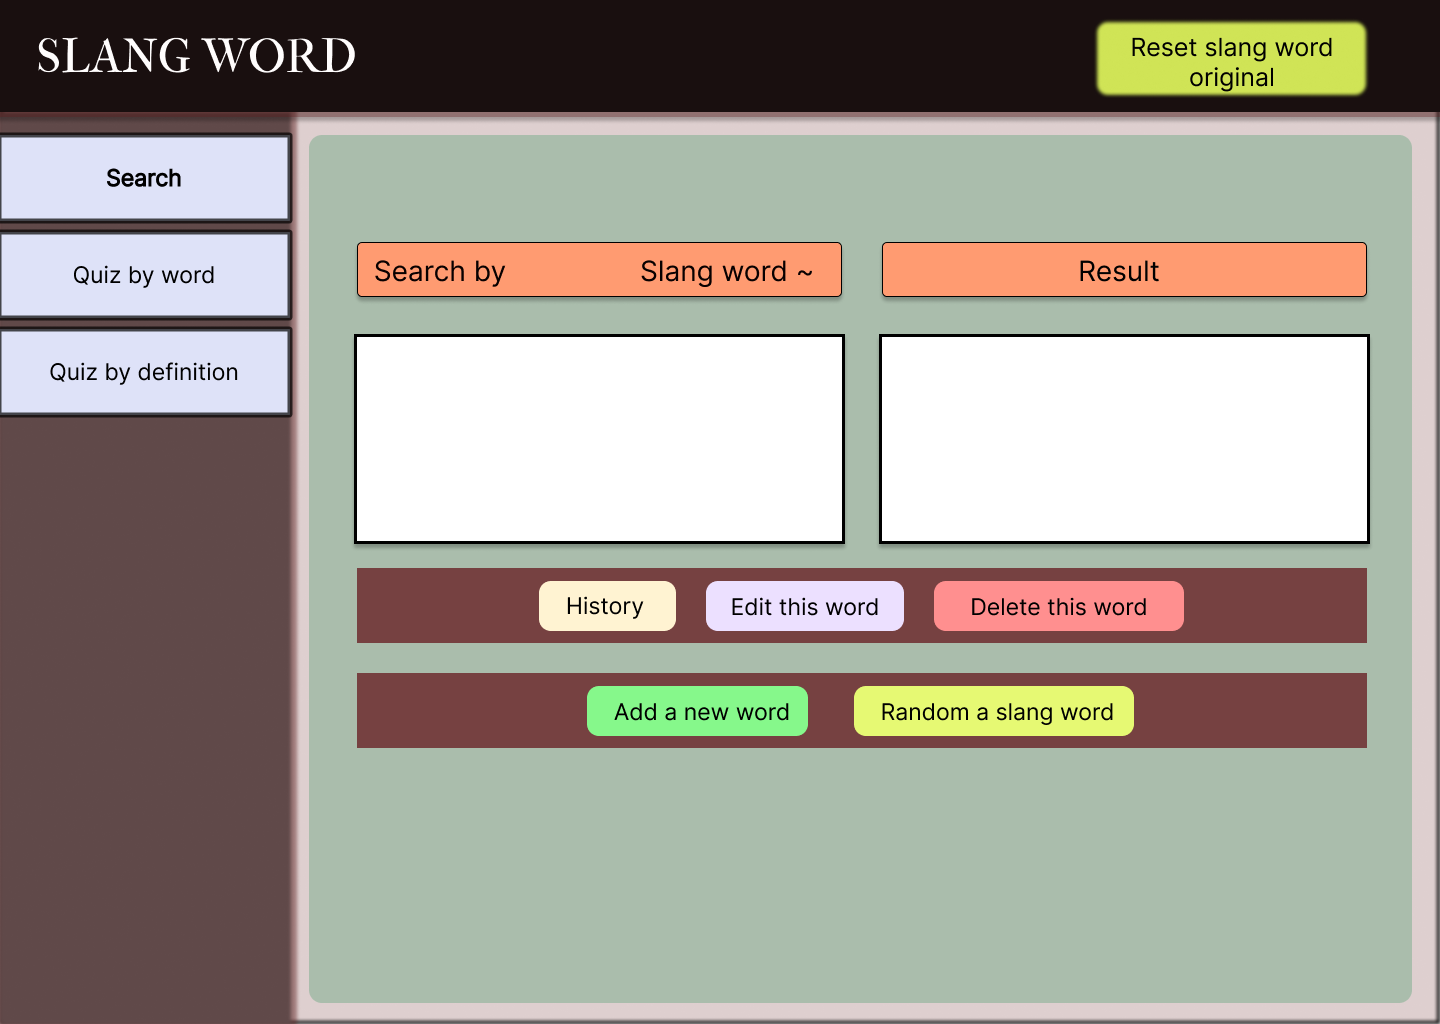 SLANG WORD
Reset slang word
original
Search
Quiz by word
Quiz by definition
Search by Slang word ~
Result
History
Edit this word
Delete this word
Add a new word
Random a slang word